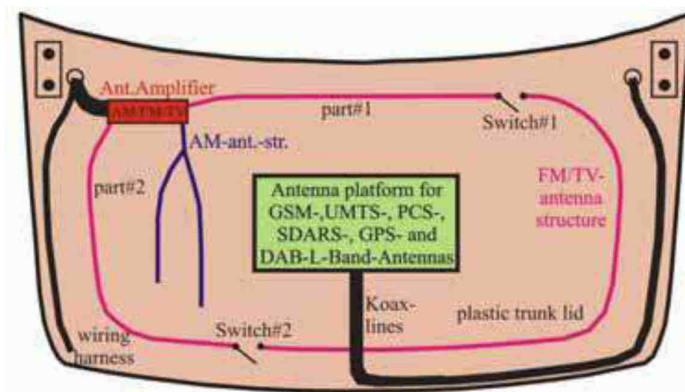 Ant.Amplifier
AM/FM/TV
part#1
Switch#1
AM-ant.-str.
part#2
FM/TV-
antenna
structure
Antenna platform for
GSM-,UMTS-, PCS-,
SDARS-, GPS- and
DAB-L-Band-Antennas
Koax-
lines
plastic trunk lid
Switch#2
wiring
harness